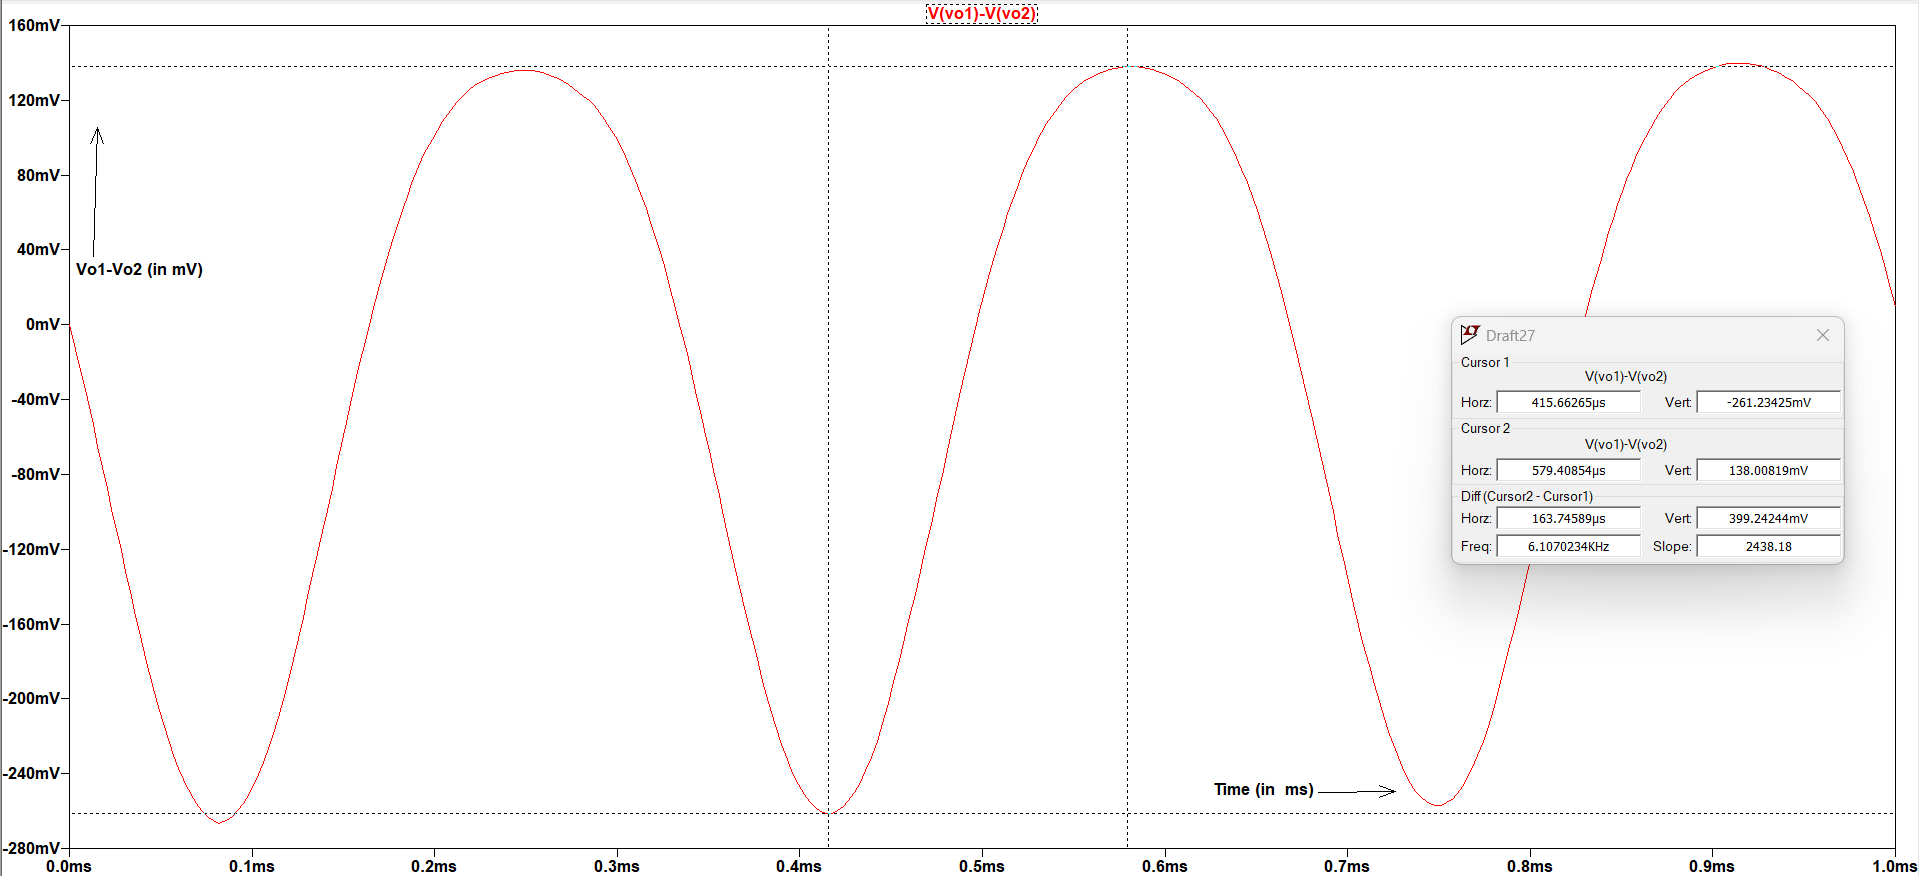 V(vo1)-V(vo2)
160mV
120mV
80mV
40mV
Vo1-Vo2 (in mV)
0mV
-40mV
-80mV
-120mV
-160mV
-200mV
-240mV
-280mV
Draft27
Cursor 1
V(vo1)-V(vo2)
Horz: 415.66265µs Vert: -261.23425mV
Cursor 2
V(vo1)-V(vo2)
Horz: 579.40854µs Vert: 138.00819mV
Diff (Cursor2 - Cursor1)
Horz: 163.74589µs Vert: 399.24244mV
Freq: 6.1070234KHz Slope: 2438.18
Time (in ms)
0.0ms 0.1ms 0.2ms 0.3ms 0.4ms 0.5ms 0.6ms 0.7ms 0.8ms 0.9ms 1.0ms